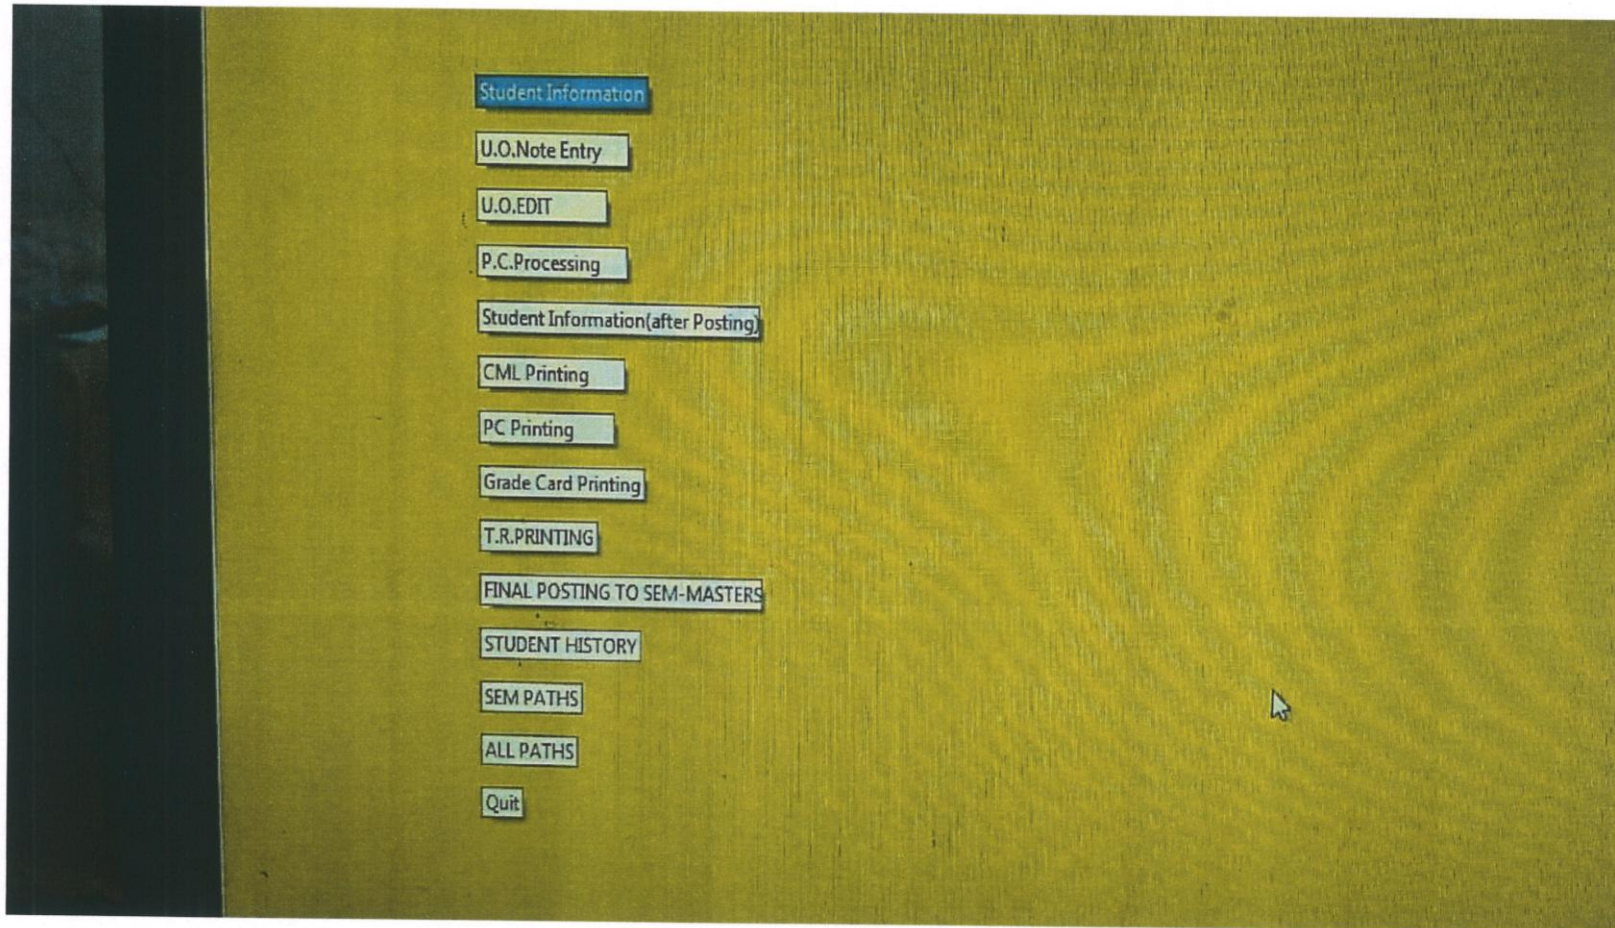 Student Information
U.O.Note Entry
U.O.EDIT
P.C.Processing
Student Information(after Posting)
CML Printing
PC Printing
Grade Card Printing
T.R.PRINTING
FINAL POSTING TO SEM-MASTERS
STUDENT HISTORY
SEM PATHS
ALL PATHS
Quit